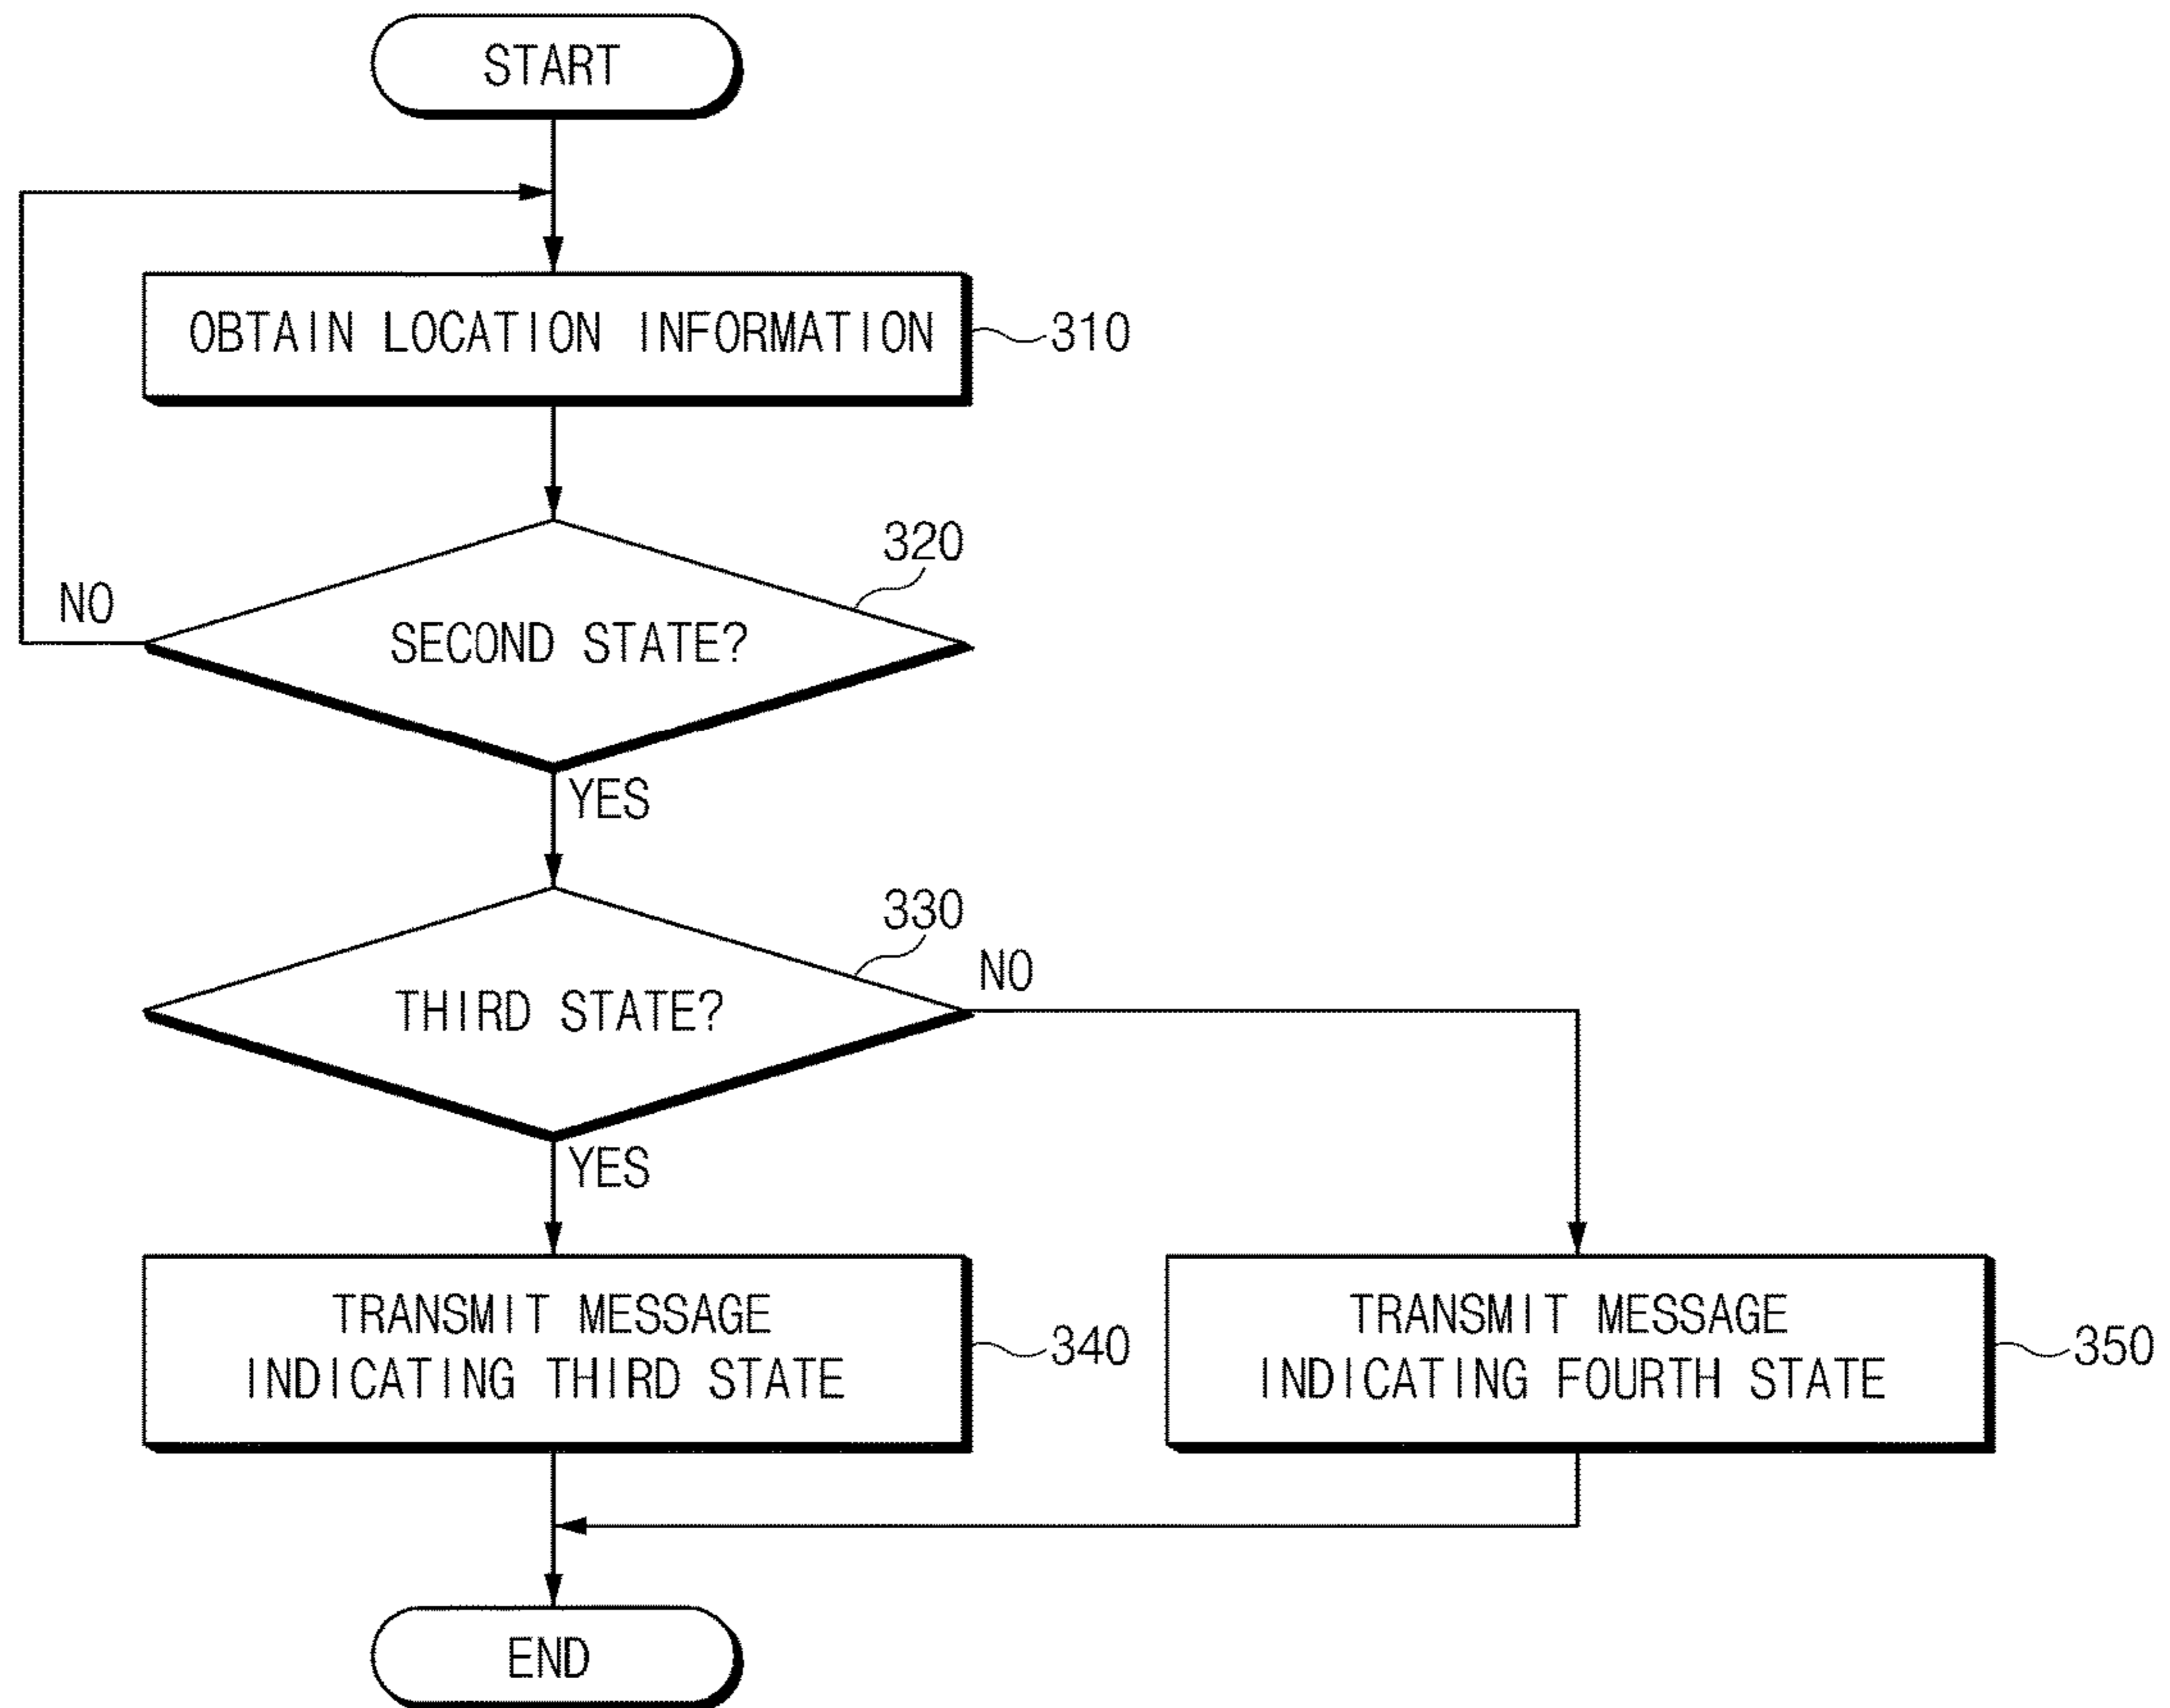 START
OBTAIN LOCATION INFORMATION
310
320
NO
SECOND STATE?
YES
330
NO
THIRD STATE?
YES
TRANSMIT MESSAGE
INDICATING THIRD STATE
340
TRANSMIT MESSAGE
INDICATING FOURTH STATE
350
END